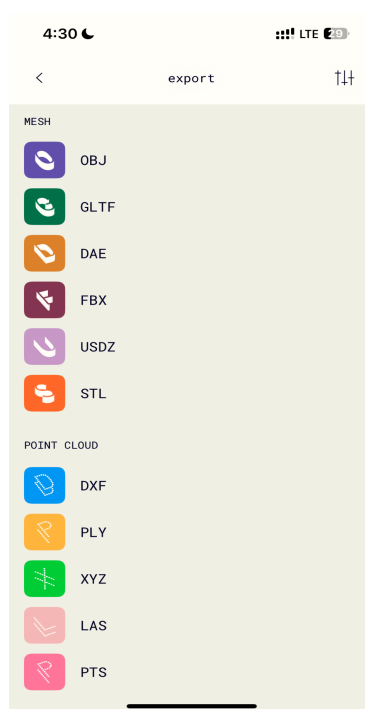 4:30
LTE 29
export
MESH
OBJ
GLTF
DAE
FBX
USDZ
STL
POINT CLOUD
DXF
PLY
XYZ
LAS
PTS